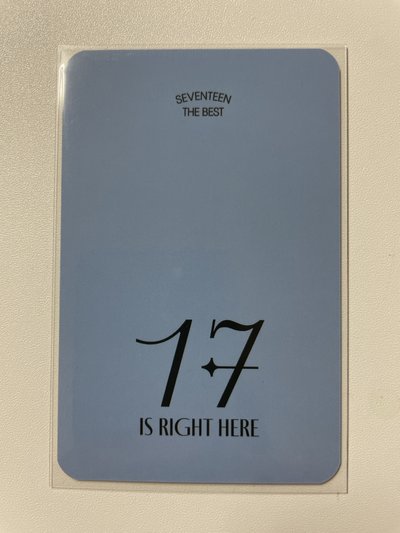 SEVENTEEN
THE BEST
17
IS RIGHT HERE